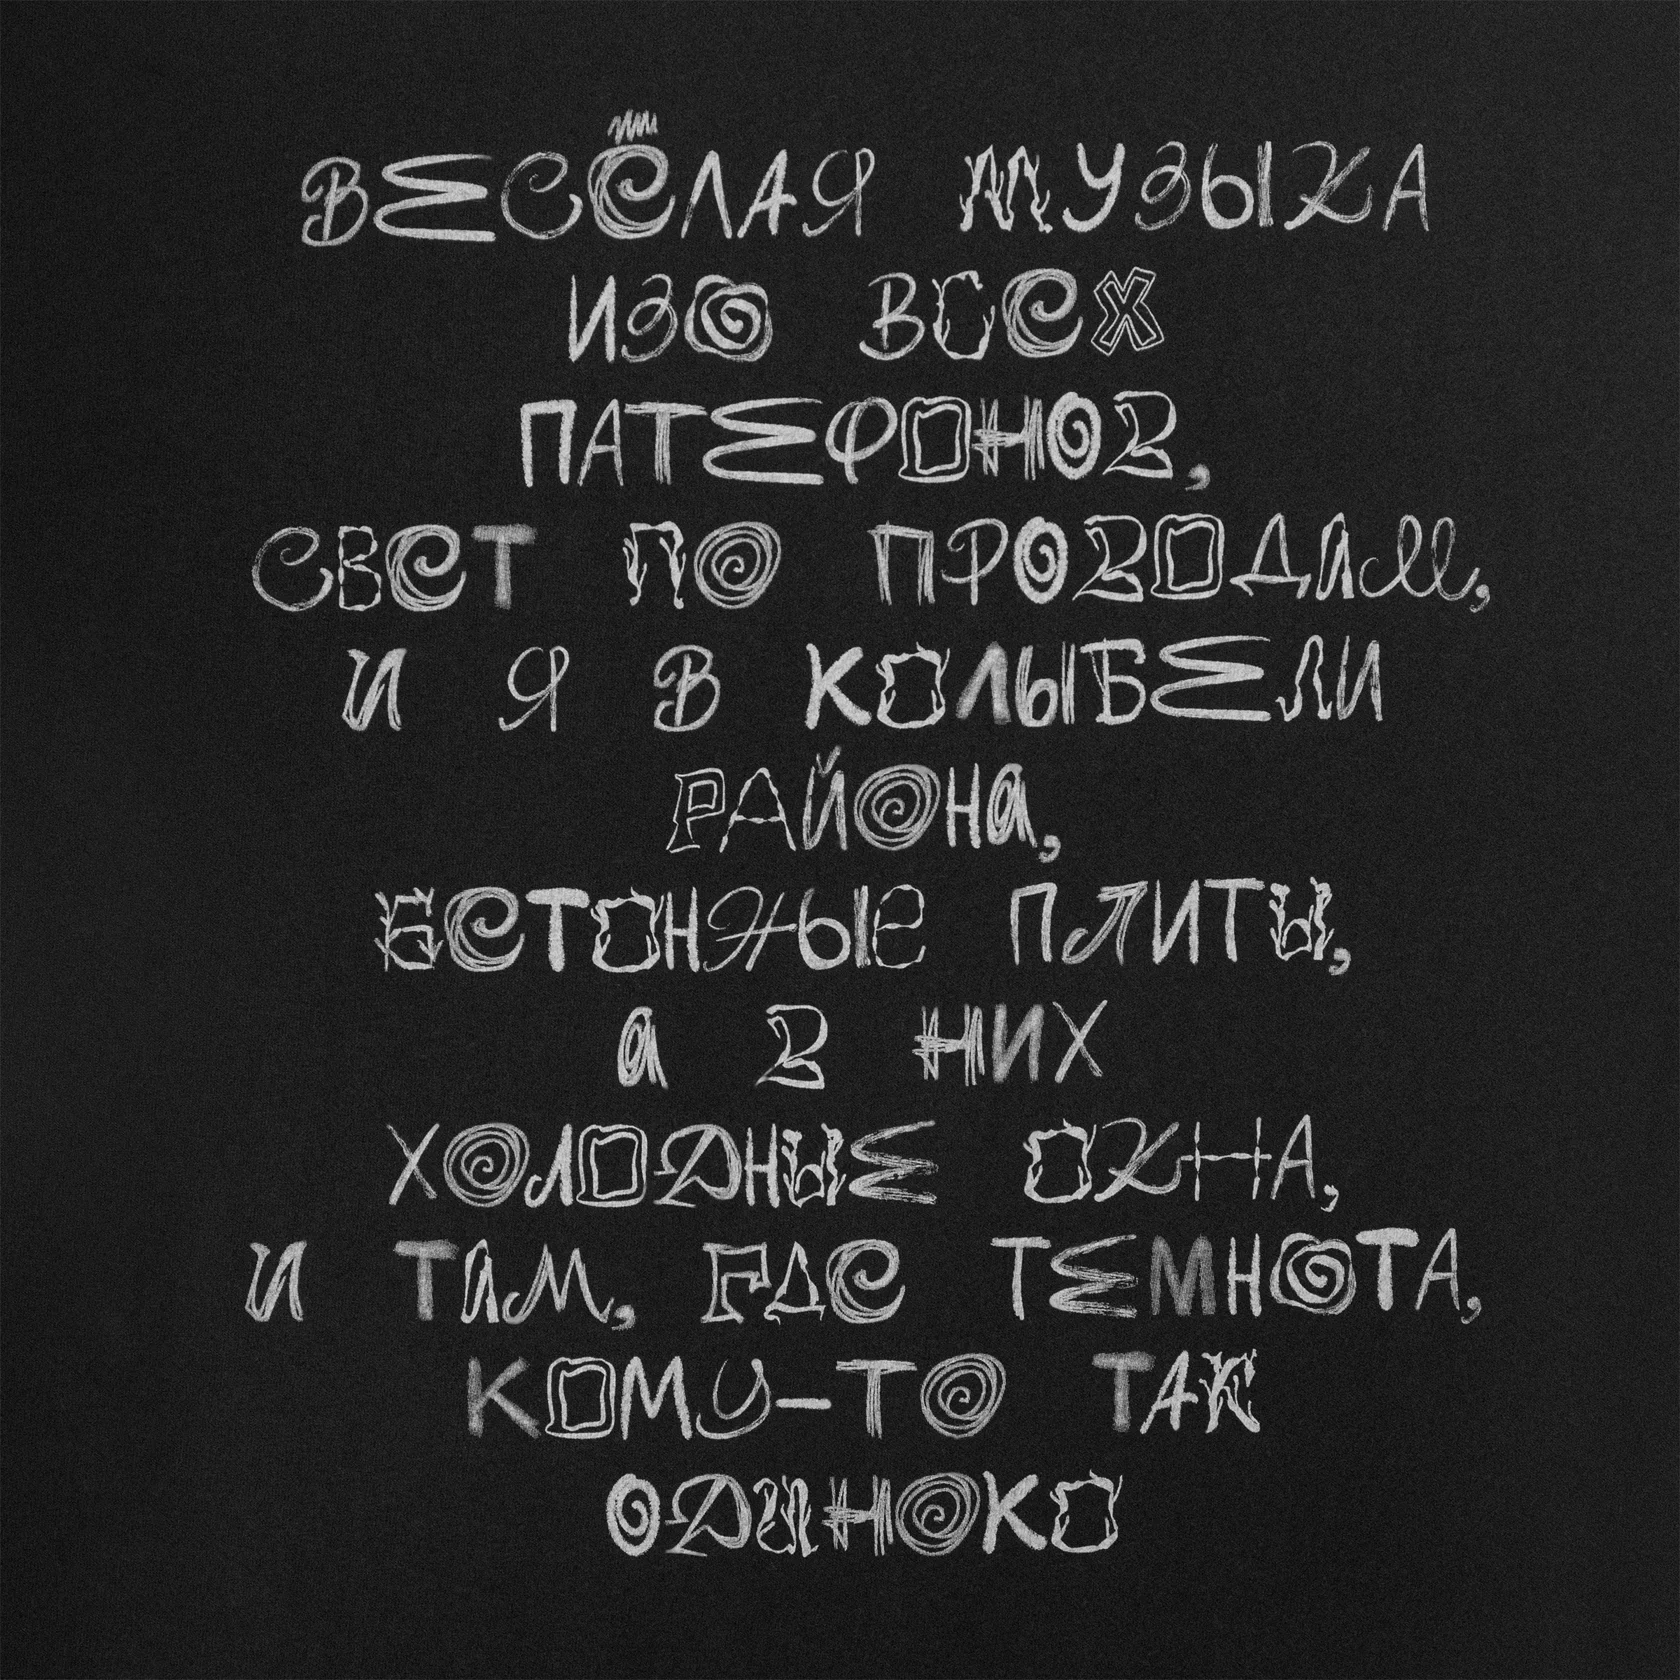 ВЕСЁЛАЯ МУЗЫКА
ИЗО ВСЕХ
ПАТЕФОНОВ,
СВЕТ ПО ПРОВОДАМ,
И Я В КОЛЫБЕЛИ
РАЙОНА,
БЕТОННЫЕ ПЛИТЫ,
А В НИХ
ХОЛОДНЫЕ ОКНА,
И ТАМ, ГДЕ ТЕМНОТА,
КОМУ-ТО ТАК
ОДИНОКО